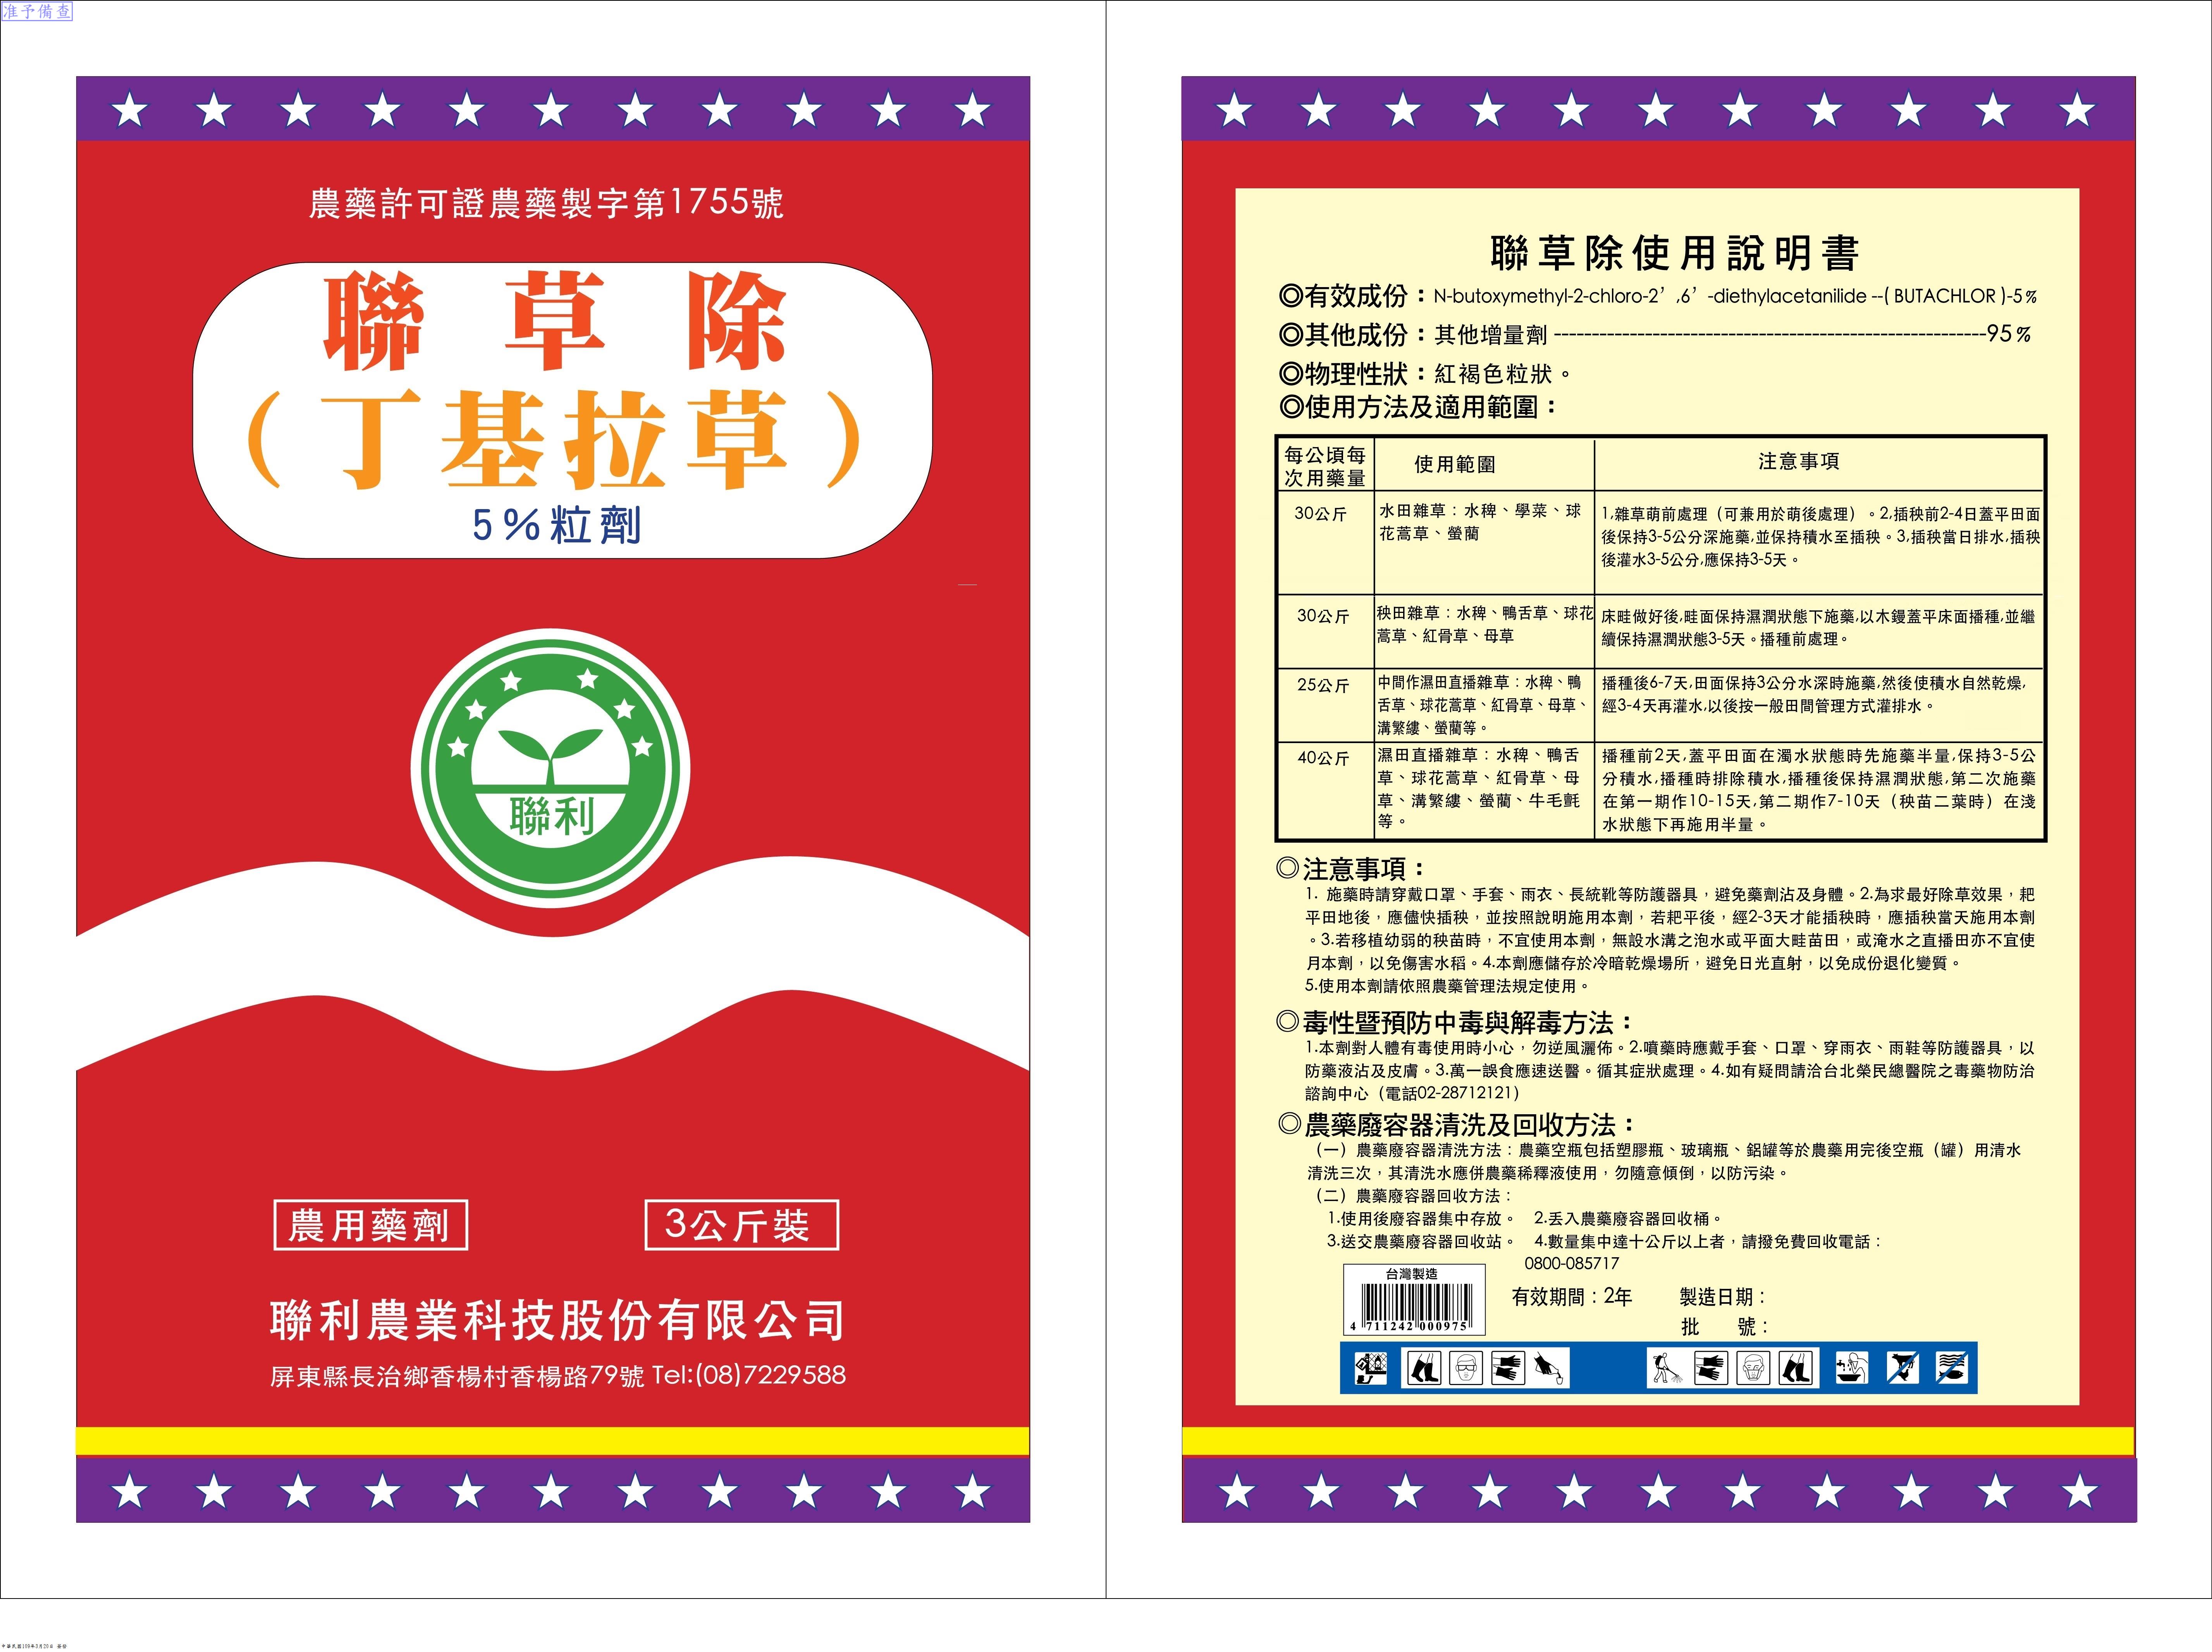 准予備查
農藥許可證農藥製字第1755號
聯草除
（丁基拉草）
5%粒劑
聯利
農用藥劑
3公斤裝
聯利農業科技股份有限公司
屏東縣長治鄉香楊村香楊路79號 Tel:(08)7229588
聯草除使用說明書
◎有效成份：N-butoxymethyl-2-chloro-2’,6’-diethylacetanilide --( BUTACHLOR )-5%
◎其他成份：其他增量劑 ---------------------------------------------------------95%
◎物理性狀：紅褐色粒狀。
◎使用方法及適用範圍：
每公頃每
次用藥量
使用範圍
注意事項
30公斤
水田雜草：水稗、學菜、球
花蒿草、螢藺
1,雜草萌前處理（可兼用於萌後處理）。2,插秧前2-4日蓋平田面
後保持3-5公分深施藥,並保持積水至插秧。3,插秧當日排水,插秧
後灌水3-5公分,應保持3-5天。
30公斤
秧田雜草：水稗、鴨舌草、球花
蒿草、紅骨草、母草
床畦做好後,畦面保持濕潤狀態下施藥,以木鏝蓋平床面播種,並繼
續保持濕潤狀態3-5天。播種前處理。
25公斤
中間作濕田直播雜草：水稗、鴨
舌草、球花蒿草、紅骨草、母草、
溝繁縷、螢藺等。
播種後6-7天,田面保持3公分水深時施藥,然後使積水自然乾燥,
經3-4天再灌水,以後按一般田間管理方式灌排水。
40公斤
濕田直播雜草：水稗、鴨舌
草、球花蒿草、紅骨草、母
草、溝繁縷、螢藺、牛毛氈
等。
播種前2天,蓋平田面在濁水狀態時先施藥半量,保持3-5公
分積水,播種時排除積水,播種後保持濕潤狀態,第二次施藥
在第一期作10-15天,第二期作7-10天（秧苗二葉時）在淺
水狀態下再施用半量。
◎注意事項：
1. 施藥時請穿戴口罩、手套、雨衣、長統靴等防護器具，避免藥劑沾及身體。2.為求最好除草效果，耙
平田地後，應儘快插秧，並按照說明施用本劑，若耙平後，經2-3天才能插秧時，應插秧當天施用本劑
。3.若移植幼弱的秧苗時，不宜使用本劑，無設水溝之泡水或平面大畦苗田，或淹水之直播田亦不宜使
月本劑，以免傷害水稻。4.本劑應儲存於冷暗乾燥場所，避免日光直射，以免成份退化變質。
5.使用本劑請依照農藥管理法規定使用。
◎毒性暨預防中毒與解毒方法：
1.本劑對人體有毒使用時小心，勿逆風灑佈。2.噴藥時應戴手套、口罩、穿雨衣、雨鞋等防護器具，以
防藥液沾及皮膚。3.萬一誤食應速送醫。循其症狀處理。4.如有疑問請洽台北榮民總醫院之毒藥物防治
諮詢中心（電話02-28712121）
◎農藥廢容器清洗及回收方法：
（一）農藥廢容器清洗方法：農藥空瓶包括塑膠瓶、玻璃瓶、鋁罐等於農藥用完後空瓶（罐）用清水
清洗三次，其清洗水應併農藥稀釋液使用，勿隨意傾倒，以防污染。
（二）農藥廢容器回收方法：
1.使用後廢容器集中存放。 2.丟入農藥廢容器回收桶。
3.送交農藥廢容器回收站。 4.數量集中達十公斤以上者，請撥免費回收電話：
0800-085717
台灣製造
4 711242 000975
有效期間：2年
製造日期：
批　號：
中華民國109年3月20日